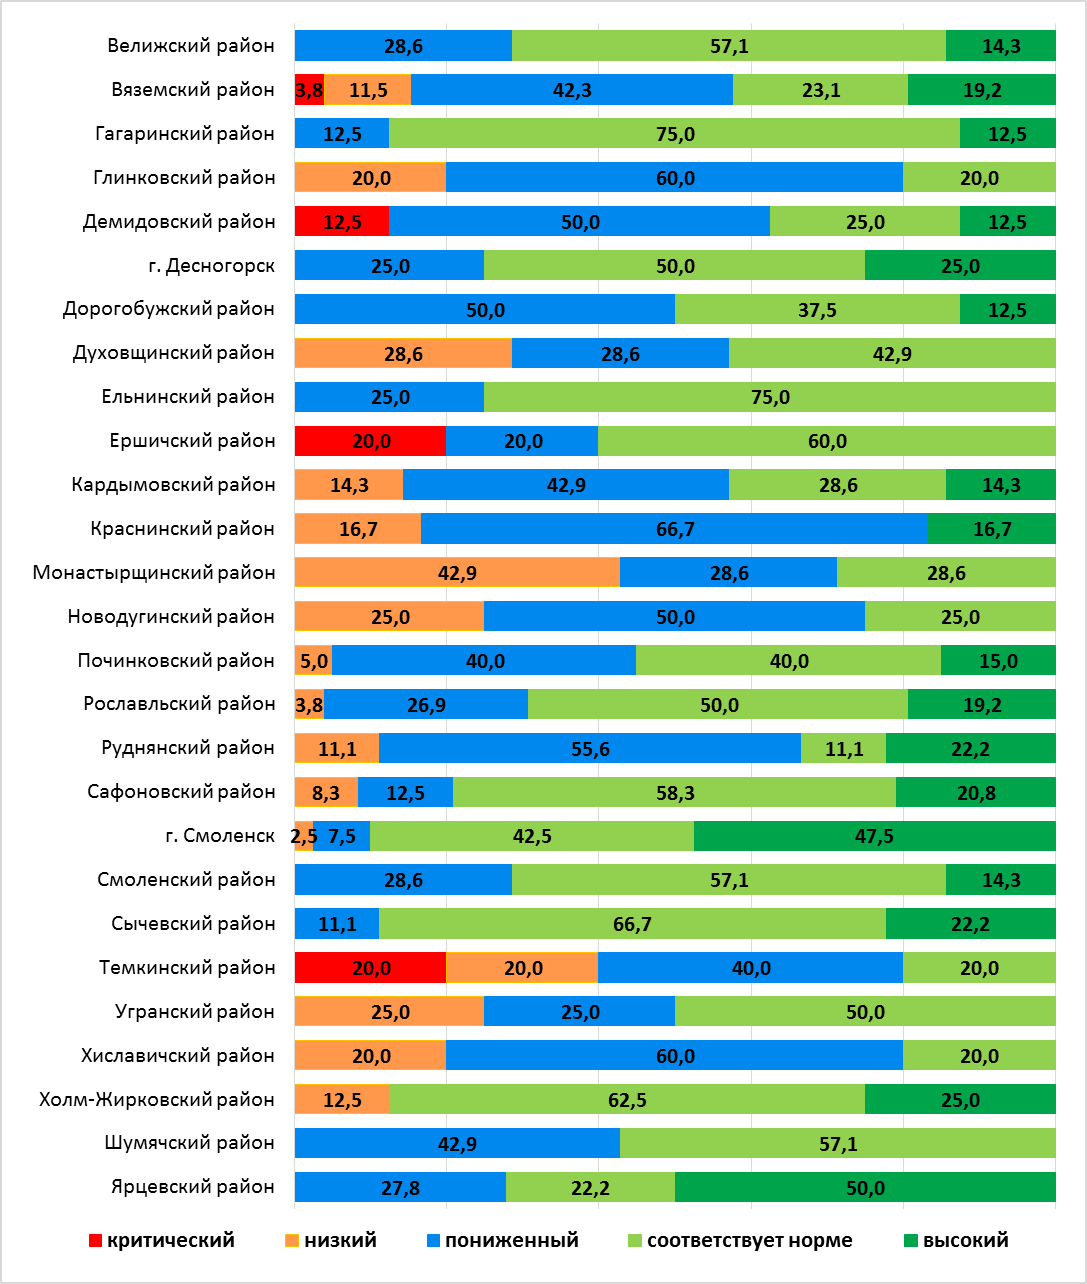 Велижский район 28,6 57,1 14,3
Вяземский район 3,8 11,5 42,3 23,1 19,2
Гагаринский район 12,5 75,0 12,5
Глинковский район 20,0 60,0 20,0
Демидовский район 12,5 50,0 25,0 12,5
г. Десногорск 25,0 50,0 25,0
Дорогобужский район 50,0 37,5 12,5
Духовщинский район 28,6 28,6 42,9
Ельнинский район 25,0 75,0
Ершичский район 20,0 20,0 60,0
Кардымовский район 14,3 42,9 28,6 14,3
Краснинский район 16,7 66,7 16,7
Монастырщинский район 42,9 28,6 28,6
Новодугинский район 25,0 50,0 25,0
Починковский район 5,0 40,0 40,0 15,0
Рославльский район 3,8 26,9 50,0 19,2
Руднянский район 11,1 55,6 11,1 22,2
Сафоновский район 8,3 12,5 58,3 20,8
г. Смоленск 2,5 7,5 42,5 47,5
Смоленский район 28,6 57,1 14,3
Сычевский район 11,1 66,7 22,2
Темкинский район 20,0 20,0 40,0 20,0
Угранский район 25,0 25,0 50,0
Хиславичский район 20,0 60,0 20,0
Холм-Жирковский район 12,5 62,5 25,0
Шумячский район 42,9 57,1
Ярцевский район 27,8 22,2 50,0
критический низкий пониженный соответствует норме высокий